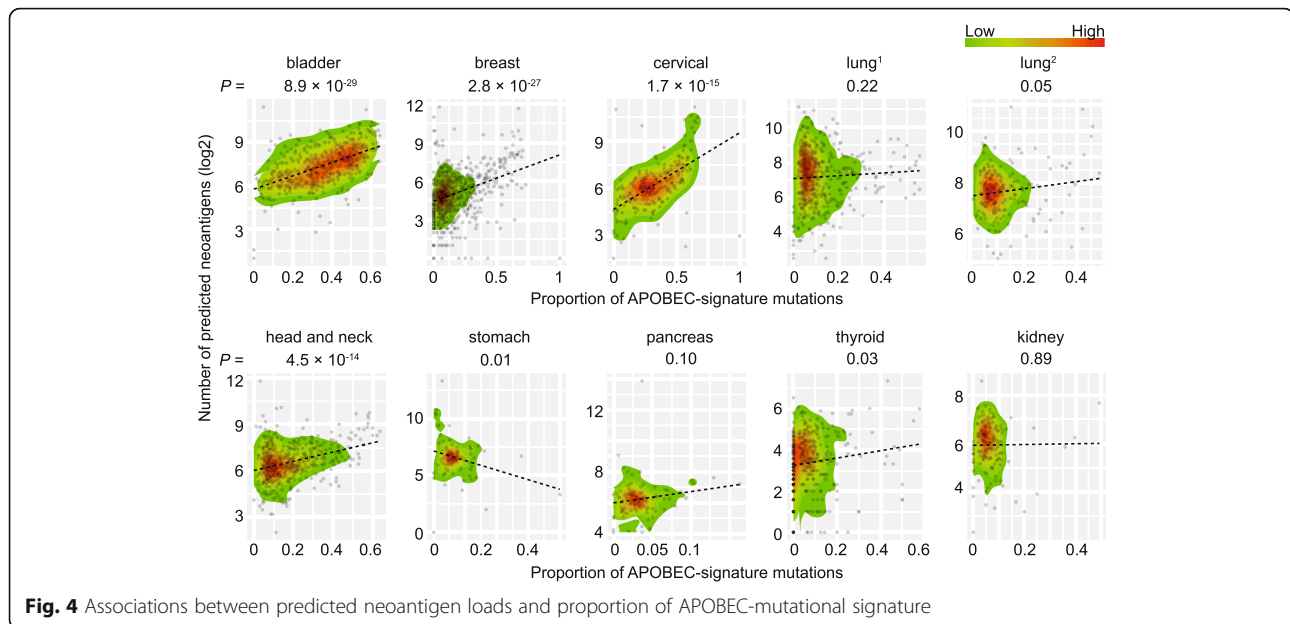 Low High
bladder breast cervical lung¹ lung²
P = 8.9 × 10⁻²⁹ 2.8 × 10⁻²⁷ 1.7 × 10⁻¹⁵ 0.22 0.05
Number of predicted neoantigens (log2)
9 6 3
12 9 6 3
9 6 3
10 8 6 4
10 8 6
0 0.2 0.4 0.6 0 0.5 1 0 0.5 1 0 0.2 0.4 0.6 0 0.2 0.4
Proportion of APOBEC-signature mutations
head and neck stomach pancreas thyroid kidney
P = 4.5 × 10⁻¹⁴ 0.01 0.10 0.03 0.89
12 9 6 3
10 5 0
12 8 4
6 4 2 0
8 6 4
0 0.2 0.4 0.6 0 0.2 0.4 0 0.05 0.1 0 0.2 0.4 0.6 0 0.2 0.4
Proportion of APOBEC-signature mutations
Fig. 4 Associations between predicted neoantigen loads and proportion of APOBEC-mutational signature